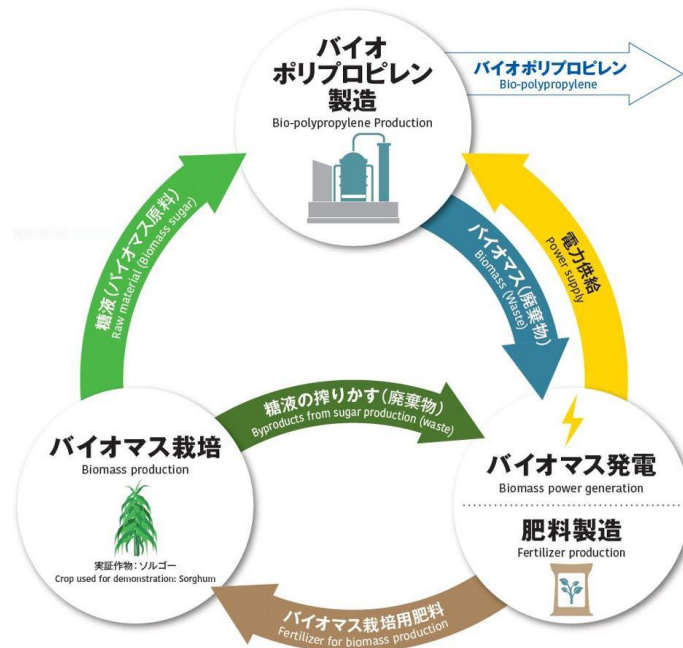 バイオ
ポリプロピレン
製造
Bio-polypropylene Production
バイオポリプロピレン
Bio-polypropylene
糖液(バイオマス原料)
Raw material (Biomass sugar)
バイオマス(廃棄物)
Biomass (Waste)
電力供給
Power supply
糖液の搾りかす(廃棄物)
Byproducts from sugar production (waste)
バイオマス栽培
Biomass production
実証作物:ソルゴー
Crop used for demonstration: Sorghum
バイオマス発電
Biomass power generation
肥料製造
Fertilizer production
バイオマス栽培用肥料
Fertilizer for biomass production